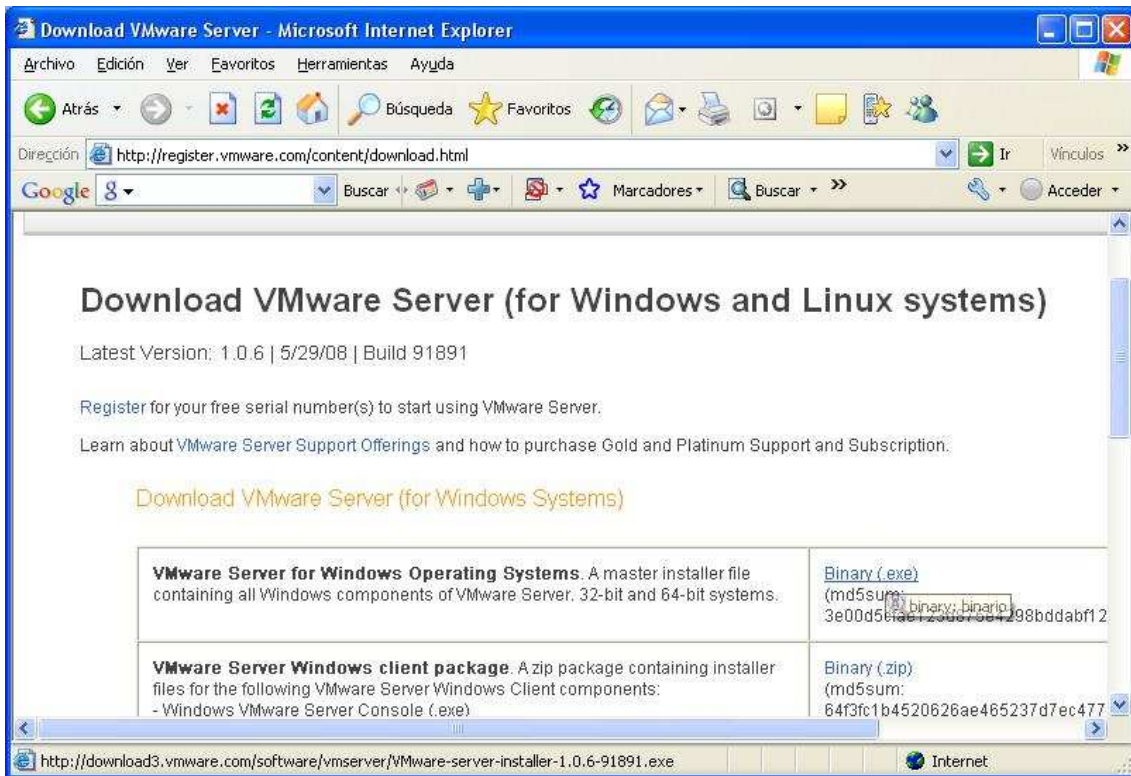 Download VMware Server - Microsoft Internet Explorer
Archivo Edición Ver Favoritos Herramientas Ayuda
Atrás Búsqueda Favoritos
Dirección http://register.vmware.com/content/download.html Ir Vínculos »
Google Buscar Marcadores Buscar » Acceder
Download VMware Server (for Windows and Linux systems)
Latest Version: 1.0.6 | 5/29/08 | Build 91891
Register for your free serial number(s) to start using VMware Server.
Learn about VMware Server Support Offerings and how to purchase Gold and Platinum Support and Subscription.
Download VMware Server (for Windows Systems)
VMware Server for Windows Operating Systems. A master installer file
containing all Windows components of VMware Server. 32-bit and 64-bit systems.
Binary (.exe)
(md5sum:
binary: binario
VMware Server Windows client package. A zip package containing installer
files for the following VMware Server Windows Client components:
- Windows VMware Server Console (.exe)
Binary (.zip)
(md5sum:
64f3fc1b4520626ae465237d7ec477
http://download3.vmware.com/software/vmserver/VMware-server-installer-1.0.6-91891.exe Internet